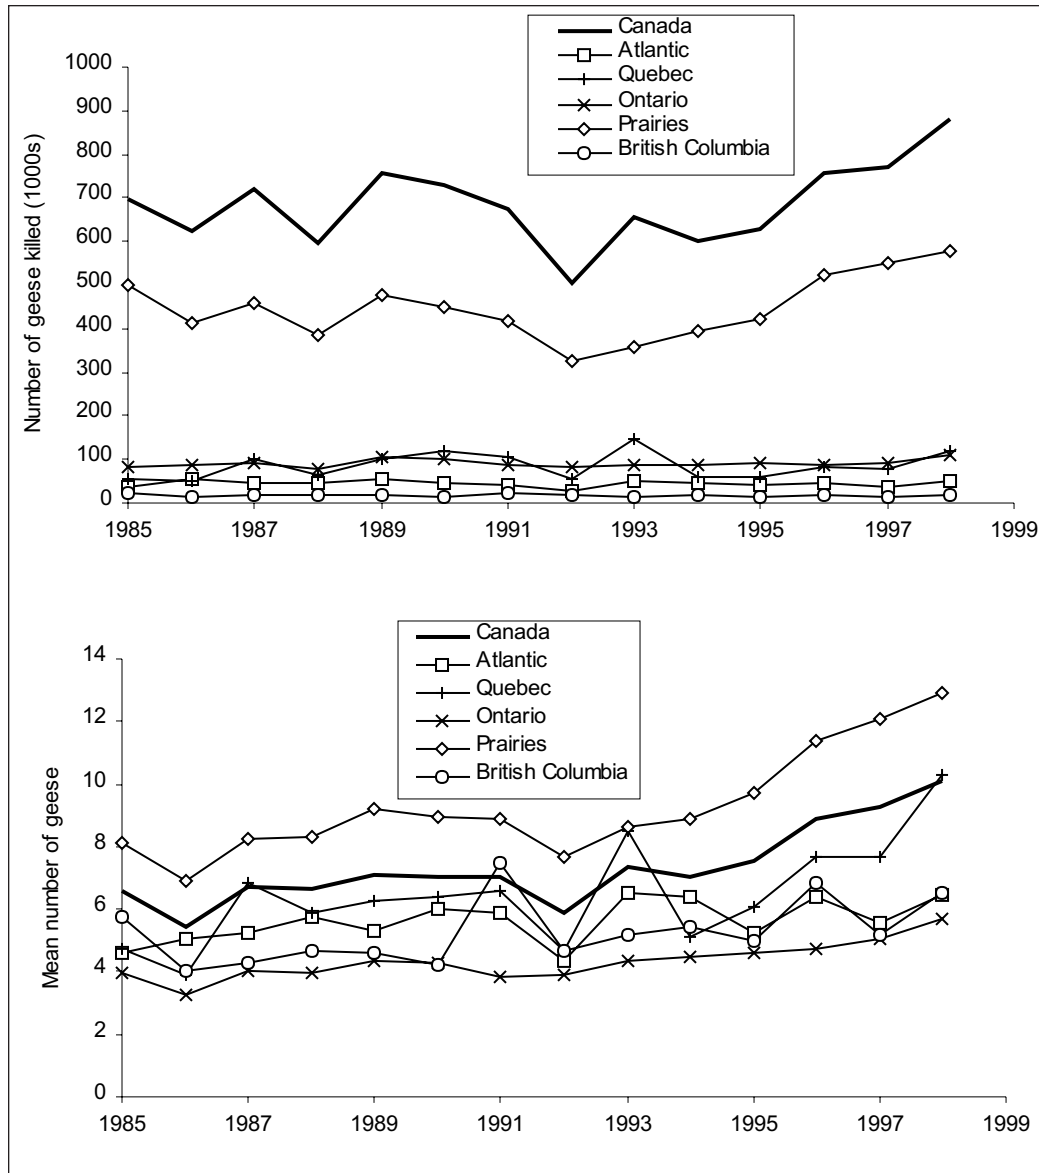 Canada
Atlantic
Quebec
Ontario
Prairies
British Columbia
Number of geese killed (1000s)
1000
900
800
700
600
500
400
300
200
100
0
1985 1987 1989 1991 1993 1995 1997 1999
Canada
Atlantic
Quebec
Ontario
Prairies
British Columbia
Mean number of geese
14
12
10
8
6
4
2
0
1985 1987 1989 1991 1993 1995 1997 1999